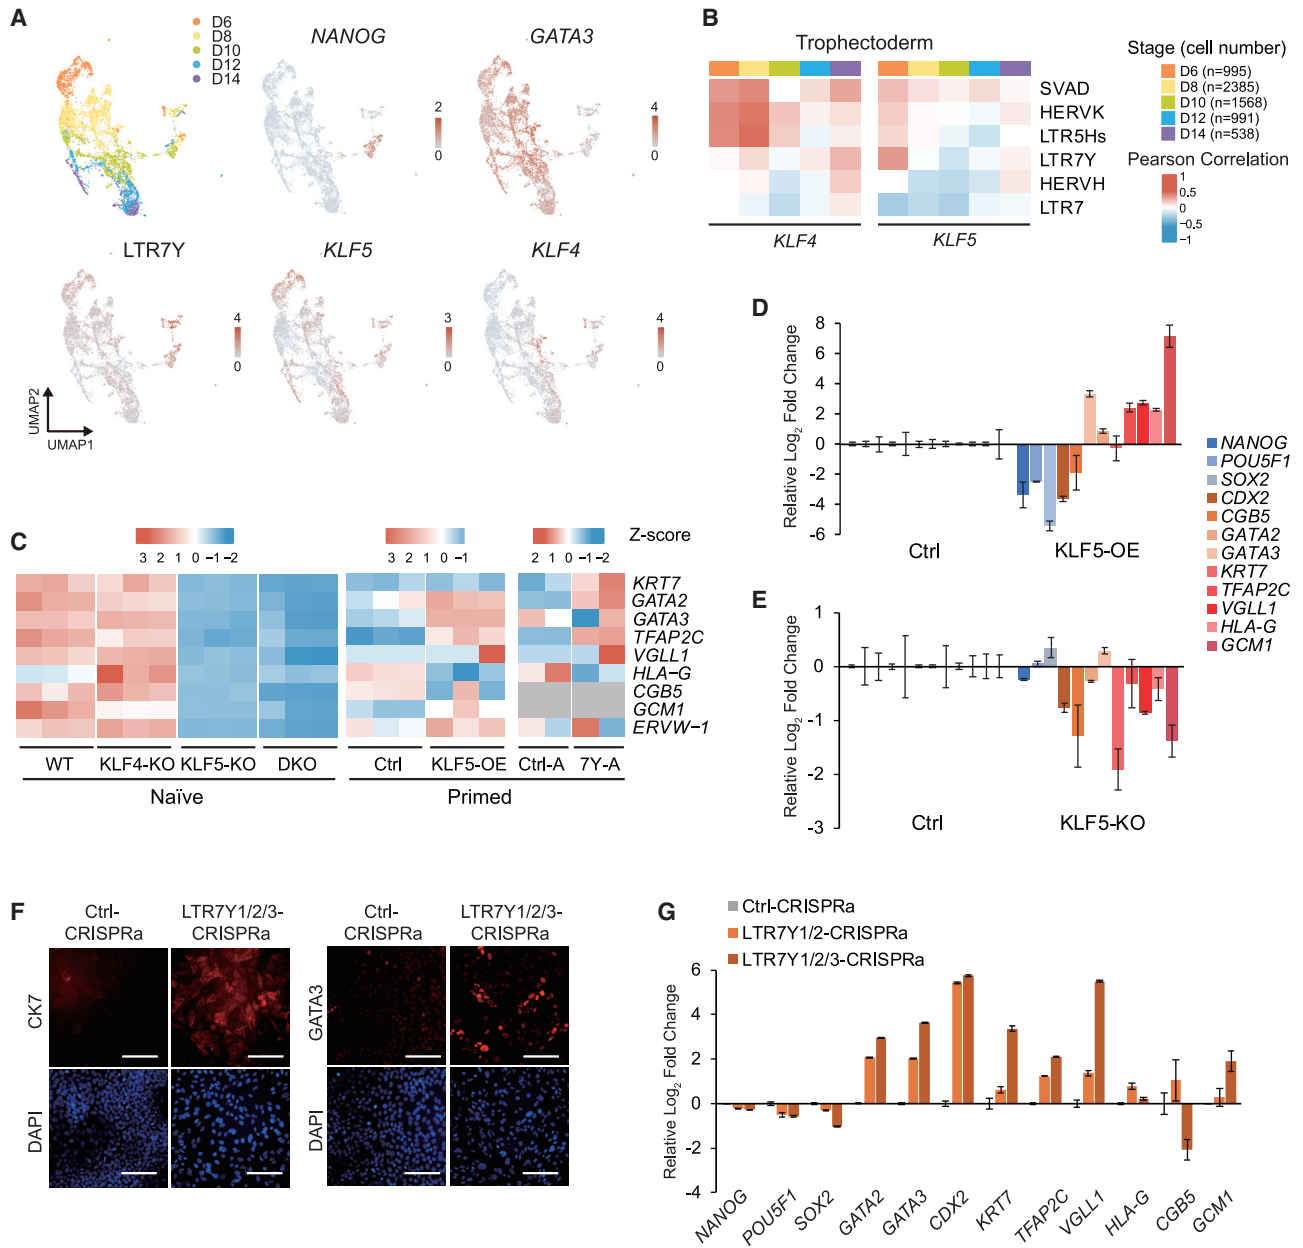 A
D6
D8
D10
D12
D14
NANOG
2
0
GATA3
4
0
LTR7Y
4
0
KLF5
3
0
KLF4
4
0
UMAP2
UMAP1
B
Trophectoderm
SVAD
HERVK
LTR5Hs
LTR7Y
HERVH
LTR7
KLF4
KLF5
Stage (cell number)
D6 (n=995)
D8 (n=2385)
D10 (n=1568)
D12 (n=991)
D14 (n=538)
Pearson Correlation
1
0.5
0
−0.5
−1
C
3 2 1 0 −1 −2
3 2 1 0 −1
2 1 0 −1 −2
Z-score
KRT7
GATA2
GATA3
TFAP2C
VGLL1
HLA−G
CGB5
GCM1
ERVW−1
WT
KLF4-KO
KLF5-KO
DKO
Ctrl
KLF5-OE
Ctrl-A
7Y-A
Naïve
Primed
D
Relative Log2 Fold Change
8
6
4
2
0
-2
-4
-6
Ctrl
KLF5-OE
NANOG
POU5F1
SOX2
CDX2
CGB5
GATA2
GATA3
KRT7
TFAP2C
VGLL1
HLA-G
GCM1
E
Relative Log2 Fold Change
1
0
-1
-2
-3
Ctrl
KLF5-KO
F
Ctrl-
CRISPRa
LTR7Y1/2/3-
CRISPRa
CK7
DAPI
Ctrl-
CRISPRa
LTR7Y1/2/3-
CRISPRa
GATA3
DAPI
G
Ctrl-CRISPRa
LTR7Y1/2-CRISPRa
LTR7Y1/2/3-CRISPRa
Relative Log2 Fold Change
6
4
2
0
-2
-4
NANOG
POU5F1
SOX2
GATA2
GATA3
CDX2
KRT7
TFAP2C
VGLL1
HLA-G
CGB5
GCM1